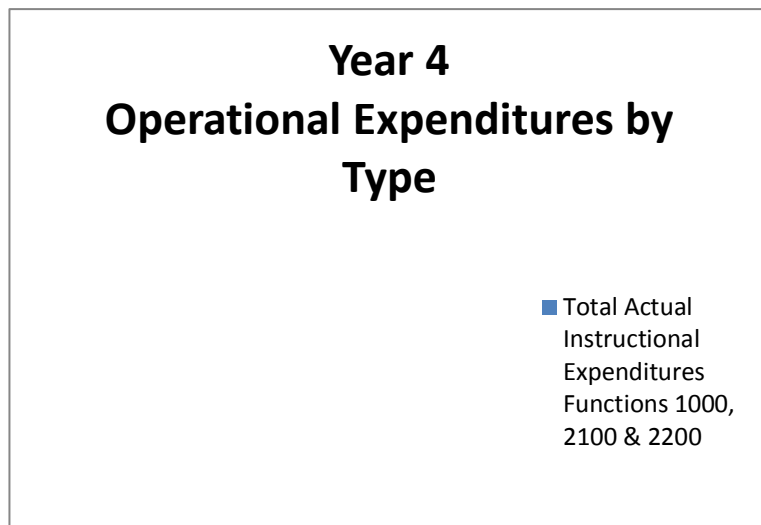 Year 4
Operational Expenditures by
Type
Total Actual
Instructional
Expenditures
Functions 1000,
2100 & 2200